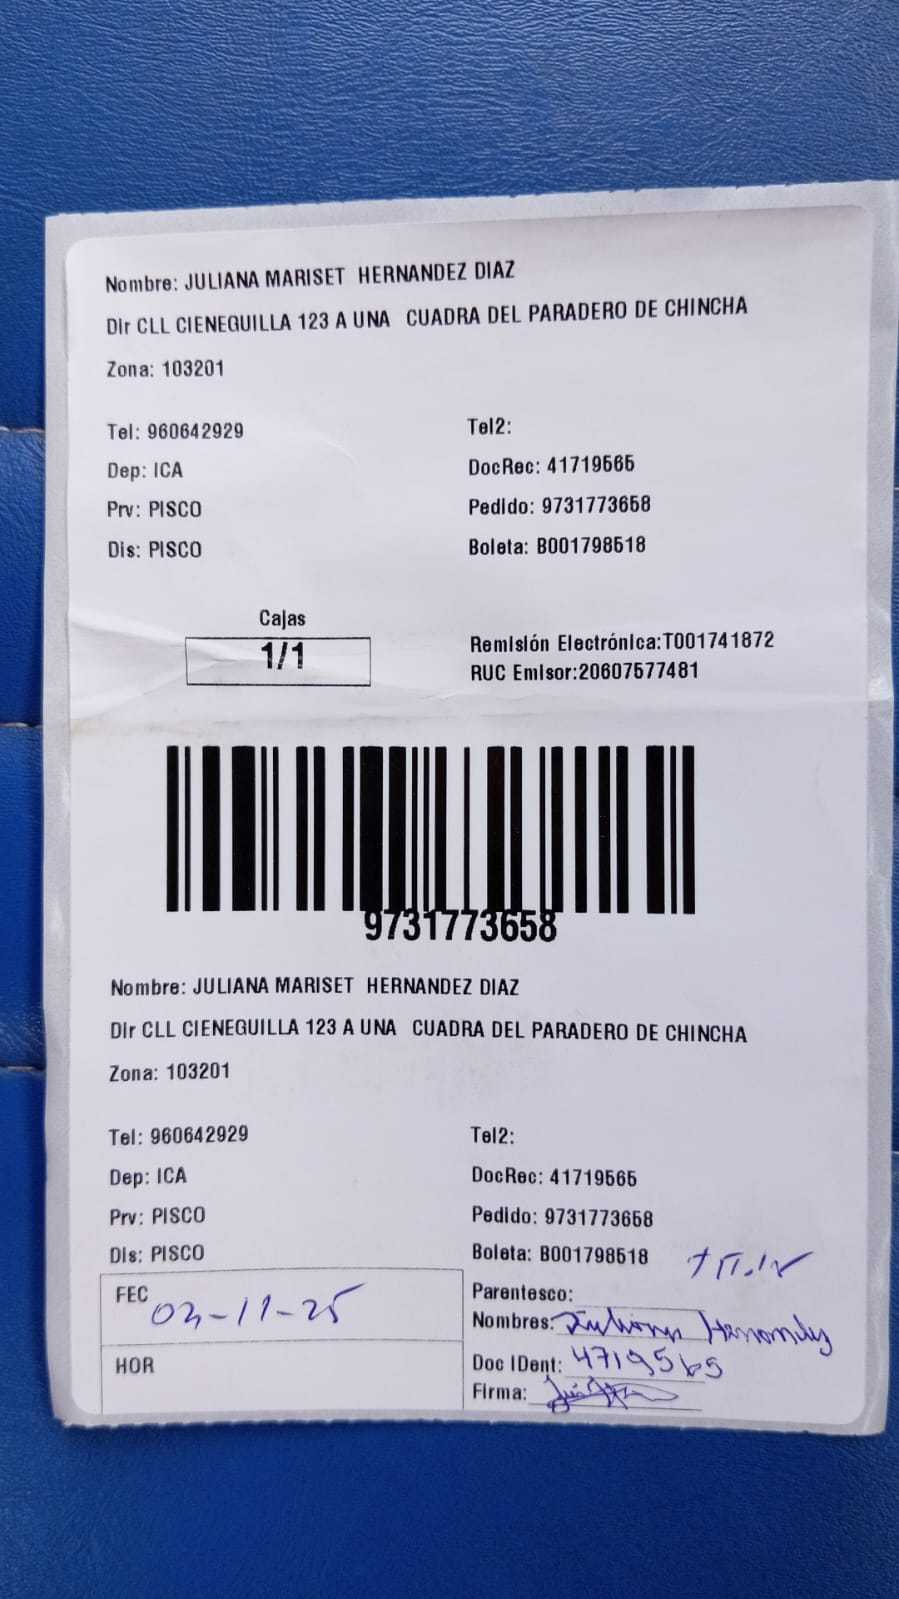 Nombre: JULIANA MARISET HERNANDEZ DIAZ
Dir CLL CIENEGUILLA 123 A UNA CUADRA DEL PARADERO DE CHINCHA
Zona: 103201
Tel: 960642929 Tel2:
Dep: ICA DocRec: 41719565
Prv: PISCO Pedido: 9731773658
Dis: PISCO Boleta: B001798518
Cajas
1/1
Remisión Electrónica:T001741872
RUC Emisor:20607577481
9731773658
Nombre: JULIANA MARISET HERNANDEZ DIAZ
Dir CLL CIENEGUILLA 123 A UNA CUADRA DEL PARADERO DE CHINCHA
Zona: 103201
Tel: 960642929 Tel2:
Dep: ICA DocRec: 41719565
Prv: PISCO Pedido: 9731773658
Dis: PISCO Boleta: B001798518
FEC 03-11-25
Parentesco:
Nombres: Juliana Hernandez
HOR
Doc IDent: 4719565
Firma: